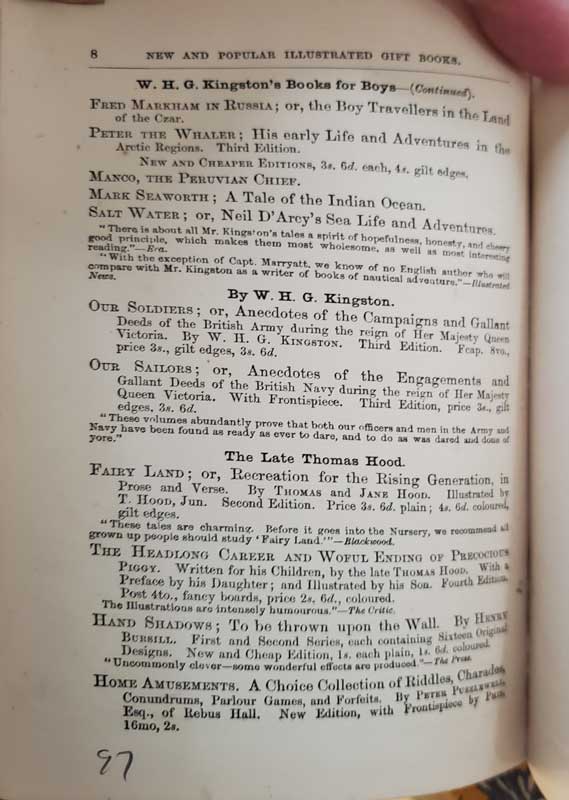 8 NEW AND POPULAR ILLUSTRATED GIFT BOOKS.
W. H. G. Kingston's Books for Boys—(Continued).
FRED MARKHAM IN RUSSIA; or, the Boy Travellers in the Land
of the Czar.
PETER THE WHALER; His early Life and Adventures in the
Arctic Regions. Third Edition.
NEW AND CHEAPER EDITIONS, 3s. 6d. each, 4s. gilt edges.
MANCO, THE PERUVIAN CHIEF.
MARK SEAWORTH; A Tale of the Indian Ocean.
SALT WATER; or, Neil D'Arcy's Sea Life and Adventures.
"There is about all Mr. Kingston's tales a spirit of hopefulness, honesty, and cheery
good principle, which makes them most wholesome, as well as most interesting
reading."—Era.
"With the exception of Capt. Marryatt, we know of no English author who will
compare with Mr. Kingston as a writer of books of nautical adventure."—Illustrated
News.
By W. H. G. Kingston.
OUR SOLDIERS; or, Anecdotes of the Campaigns and Gallant
Deeds of the British Army during the reign of Her Majesty Queen
Victoria. By W. H. G. KINGSTON. Third Edition. Fcap. 8vo.,
price 3s., gilt edges, 3s. 6d.
OUR SAILORS; or, Anecdotes of the Engagements and
Gallant Deeds of the British Navy during the reign of Her Majesty
Queen Victoria. With Frontispiece. Third Edition, price 3s., gilt
edges, 3s. 6d.
"These volumes abundantly prove that both our officers and men in the Army and
Navy have been found as ready as ever to dare, and to do as was dared and done of
yore."
The Late Thomas Hood.
FAIRY LAND; or, Recreation for the Rising Generation, in
Prose and Verse. By THOMAS and JANE HOOD. Illustrated by
T. HOOD, Jun. Second Edition. Price 3s. 6d. plain; 4s. 6d. coloured,
gilt edges.
"These tales are charming. Before it goes into the Nursery, we recommend all
grown up people should study 'Fairy Land.'"—Blackwood.
THE HEADLONG CAREER AND WOFUL ENDING OF PRECOCIOUS
PIGGY. Written for his Children, by the late THOMAS HOOD. With a
Preface by his Daughter; and Illustrated by his Son. Fourth Edition.
Post 4to., fancy boards, price 2s. 6d., coloured.
The Illustrations are intensely humourous."—The Critic.
HAND SHADOWS; To be thrown upon the Wall. By HENRY
BURSILL. First and Second Series, each containing Sixteen Original
Designs. New and Cheap Edition, 1s. each plain, 1s. 6d. coloured.
"Uncommonly clever—some wonderful effects are produced."—The Press.
HOME AMUSEMENTS. A Choice Collection of Riddles, Charades,
Conundrums, Parlour Games, and Forfeits. By PETER PUZZLEWELL,
Esq., of Rebus Hall. New Edition, with Frontispiece by PHIZ.
16mo, 2s.
97